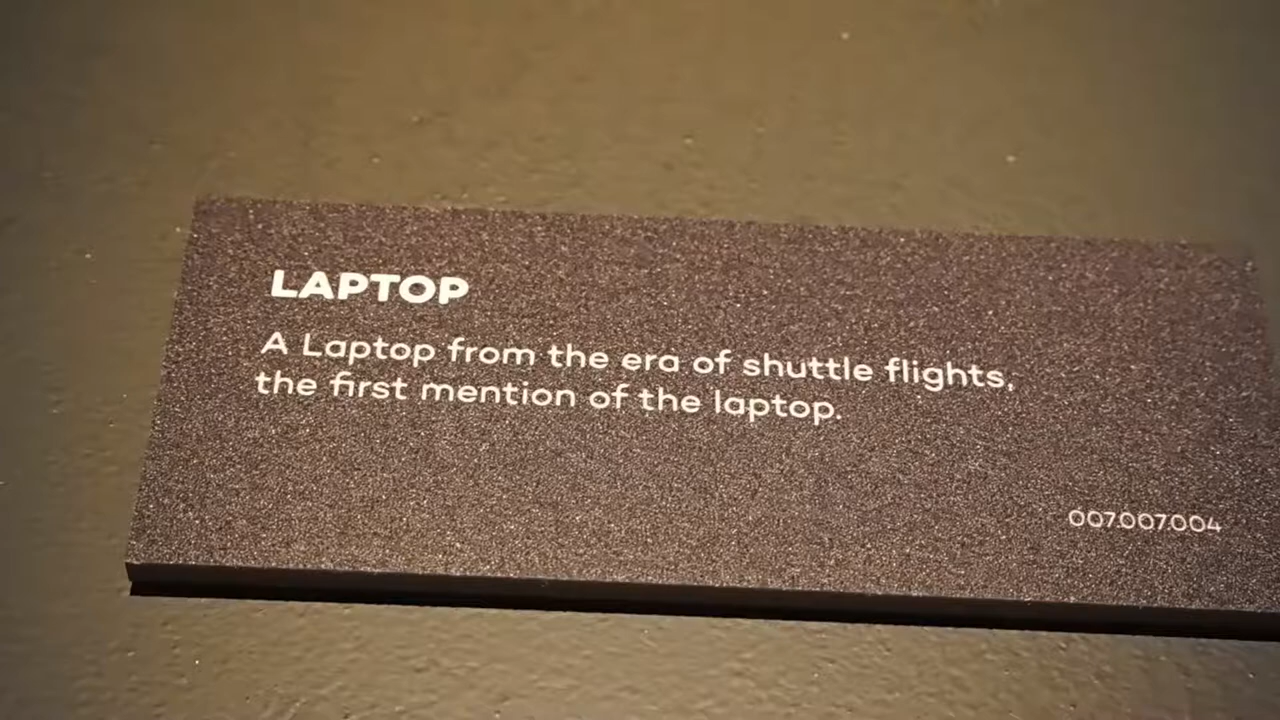 LAPTOP
A Laptop from the era of shuttle flights,
the first mention of the laptop.
007.007.004